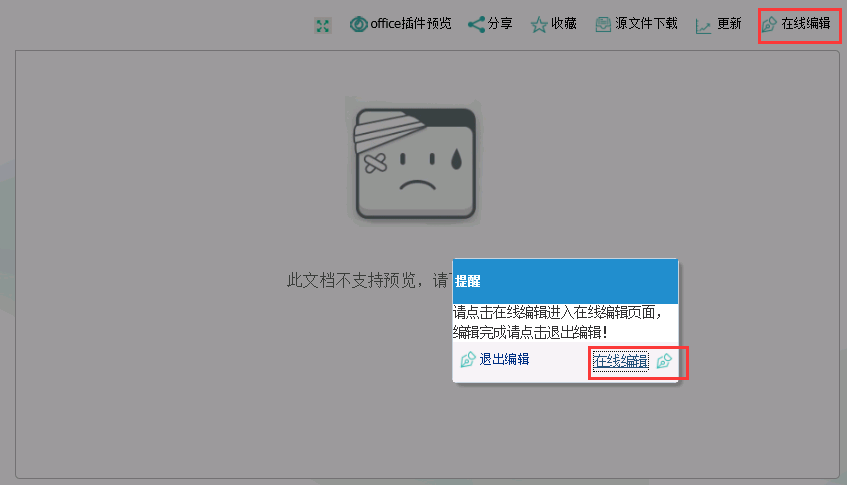 office插件预览 分享 收藏 源文件下载 更新 在线编辑
此文档不支持预览，请
提醒
请点击在线编辑进入在线编辑页面，
编辑完成请点击退出编辑！
退出编辑 在线编辑